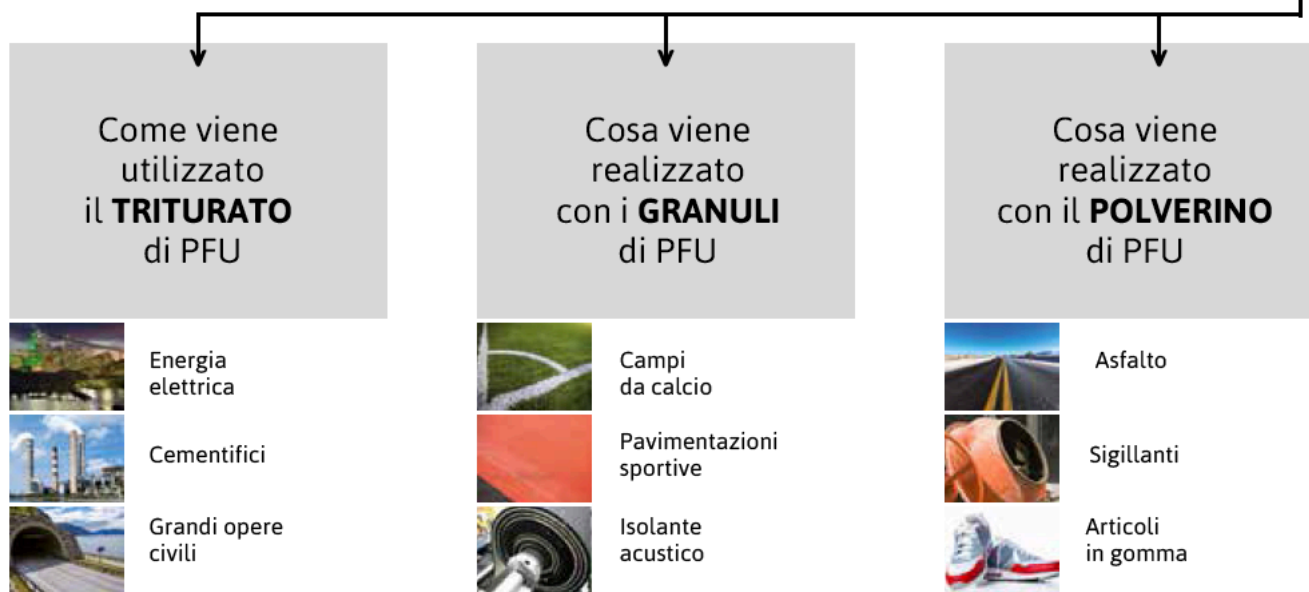 Come viene
utilizzato
il TRITURATO
di PFU
Cosa viene
realizzato
con i GRANULI
di PFU
Cosa viene
realizzato
con il POLVERINO
di PFU
Energia
elettrica
Cementifici
Grandi opere
civili
Campi
da calcio
Pavimentazioni
sportive
Isolante
acustico
Asfalto
Sigillanti
Articoli
in gomma